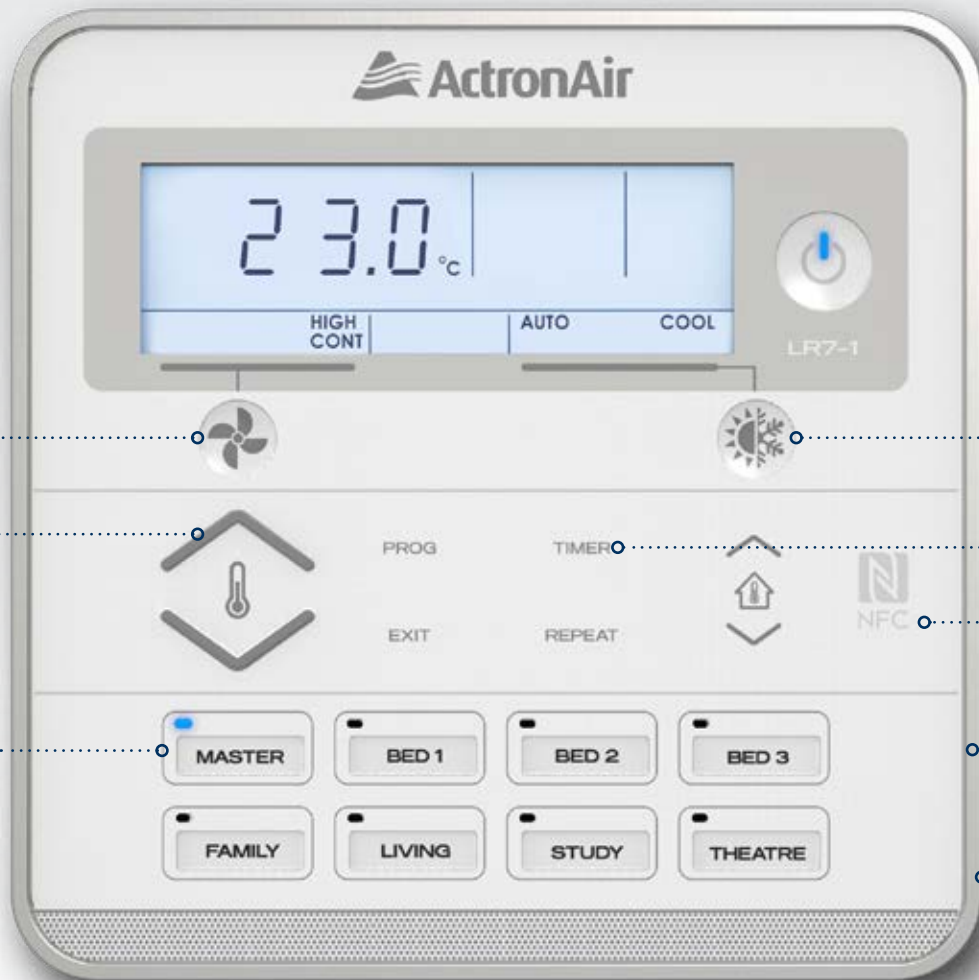 ActronAir
23.0 °C
HIGH CONT AUTO COOL
LR7-1
PROG TIMER
EXIT REPEAT
NFC
MASTER BED 1 BED 2 BED 3
FAMILY LIVING STUDY THEATRE